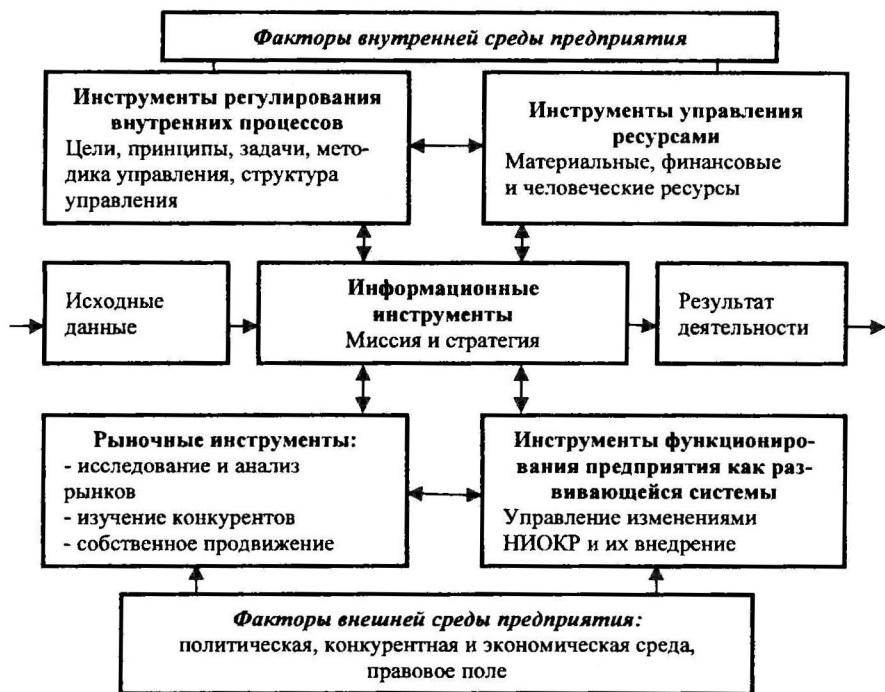 Факторы внутренней среды предприятия
Инструменты регулирования
внутренних процессов
Цели, принципы, задачи, мето-
дика управления, структура
управления
Инструменты управления
ресурсами
Материальные, финансовые
и человеческие ресурсы
Исходные
данные
Информационные
инструменты
Миссия и стратегия
Результат
деятельности
Рыночные инструменты:
- исследование и анализ
рынков
- изучение конкурентов
- собственное продвижение
Инструменты функциониро-
вания предприятия как раз-
вивающейся системы
Управление изменениями
НИОКР и их внедрение
Факторы внешней среды предприятия:
политическая, конкурентная и экономическая среда,
правовое поле